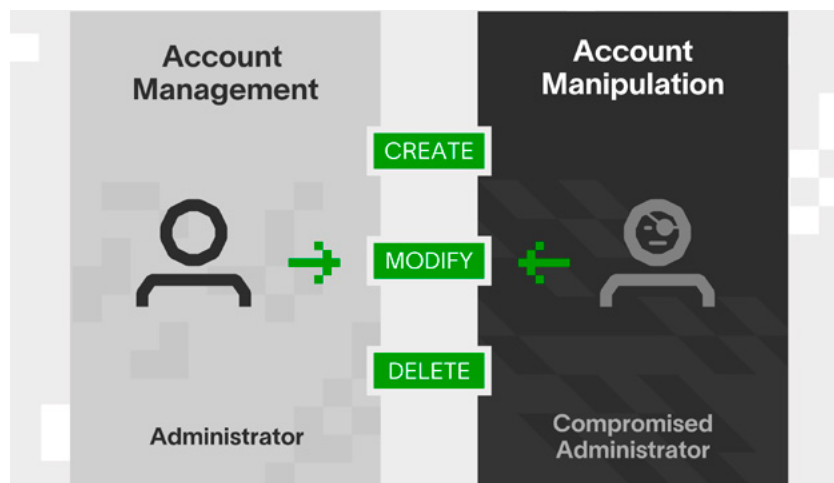 Account
Management
Account
Manipulation
CREATE
MODIFY
DELETE
Administrator
Compromised
Administrator